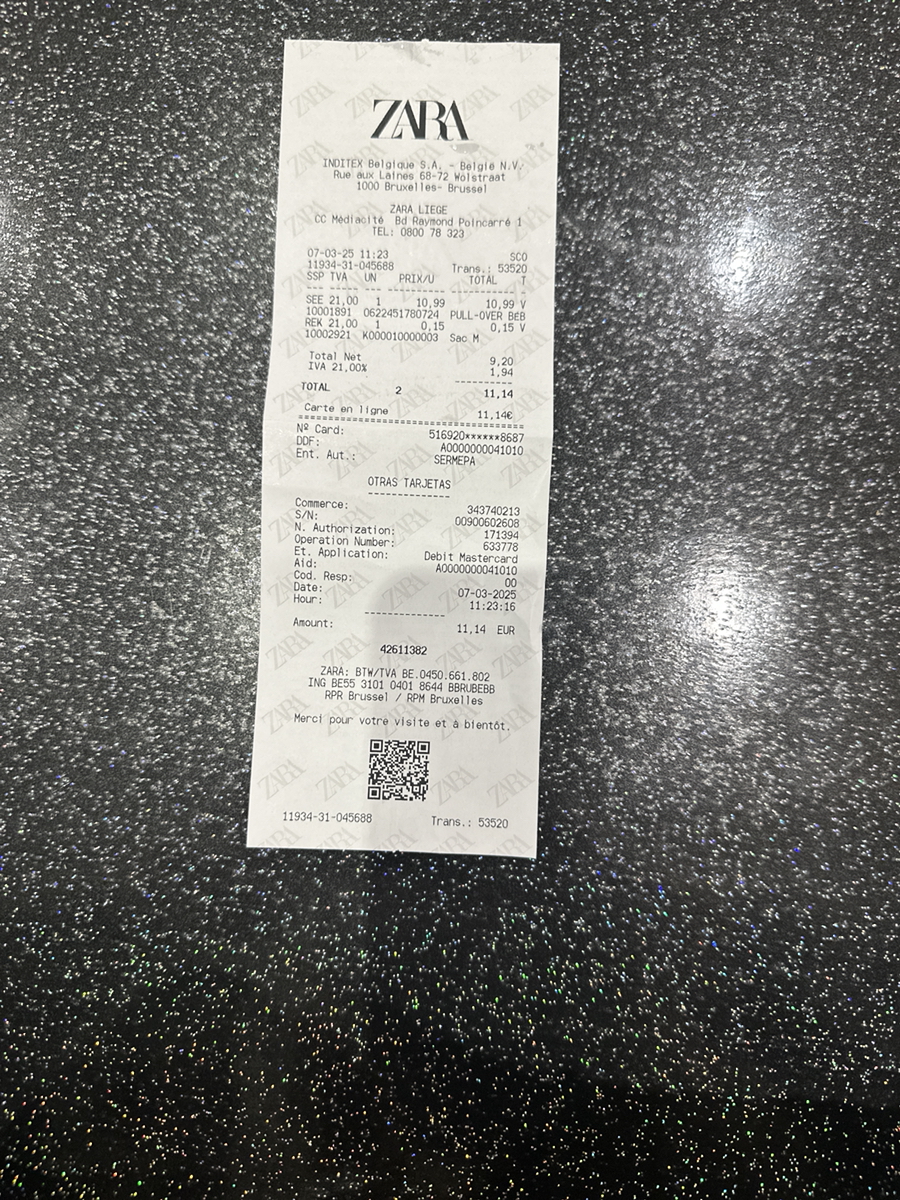 ZARA
INDITEX Belgique S.A. - België N.V.
Rue aux Laines 68-72 Wolstraat
1000 Bruxelles- Brussel
ZARA LIEGE
CC Médiacité Bd Raymond Poincarré 1
TEL: 0800 78 323
07-03-25 11:23 SCO
11934-31-045688 Trans.: 53520
SSP TVA UN PRIX/U TOTAL T
SEE 21,00 1 10,99 10,99 V
10001891 0622451780724 PULL-OVER BEB
REK 21,00 1 0,15 0,15 V
10002921 K000010000003 Sac M
Total Net 9,20
IVA 21,00% 1,94
TOTAL 2 11,14
Carte en ligne 11,14€
Nº Card: 516920******8687
DDF: A0000000041010
Ent. Aut.: SERMEPA
OTRAS TARJETAS
Commerce: 343740213
S/N: 00900602608
N. Authorization: 171394
Operation Number: 633778
Et. Application: Debit Mastercard
Aid: A0000000041010
Cod. Resp: 00
Date: 07-03-2025
Hour: 11:23:16
Amount: 11,14 EUR
42611382
ZARA: BTW/TVA BE.0450.661.802
ING BE55 3101 0401 8644 BBRUBEBB
RPR Brussel / RPM Bruxelles
Merci pour votre visite et à bientôt.
11934-31-045688 Trans.: 53520